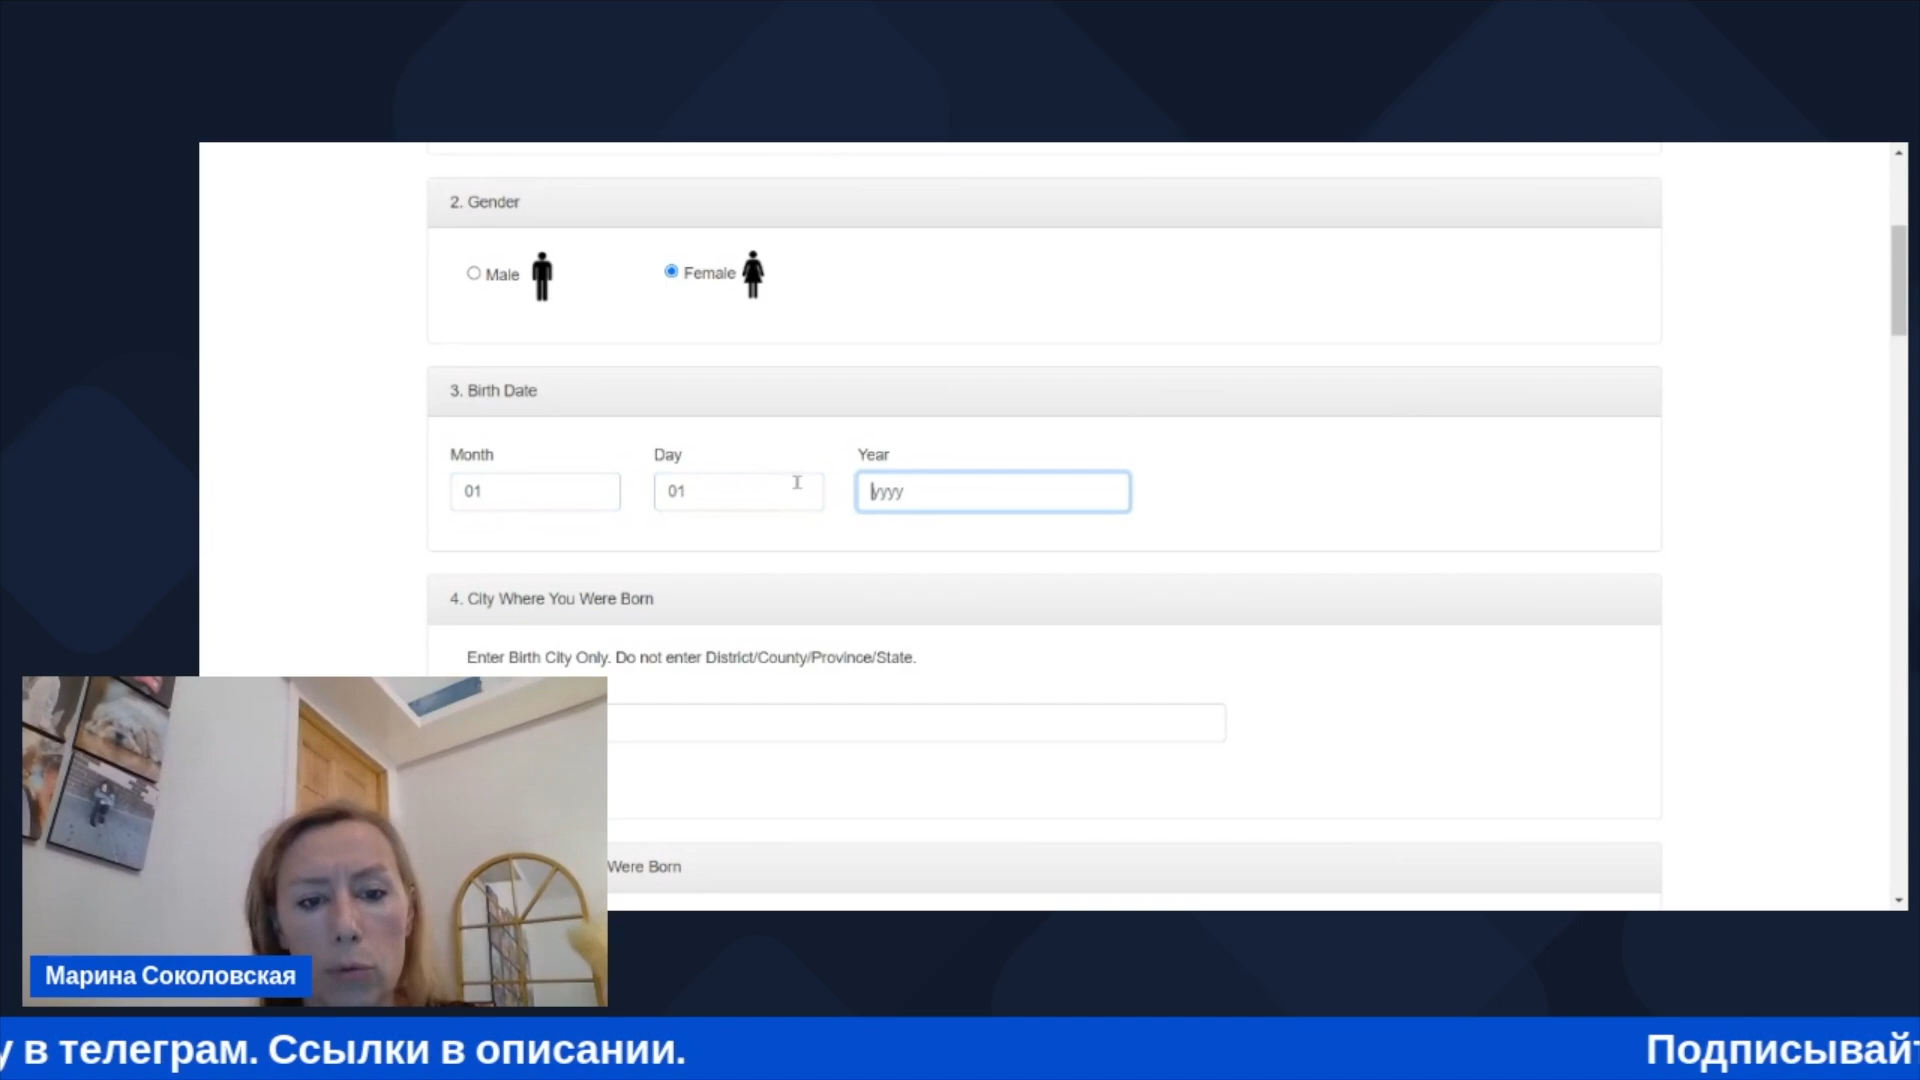 2. Gender
Male
Female
3. Birth Date
Month
Day
Year
01
01
yyyy
4. City Where You Were Born
Enter Birth City Only. Do not enter District/County/Province/State.
Were Born
Марина Соколовская
у в телеграм. Ссылки в описании.
Подписывай